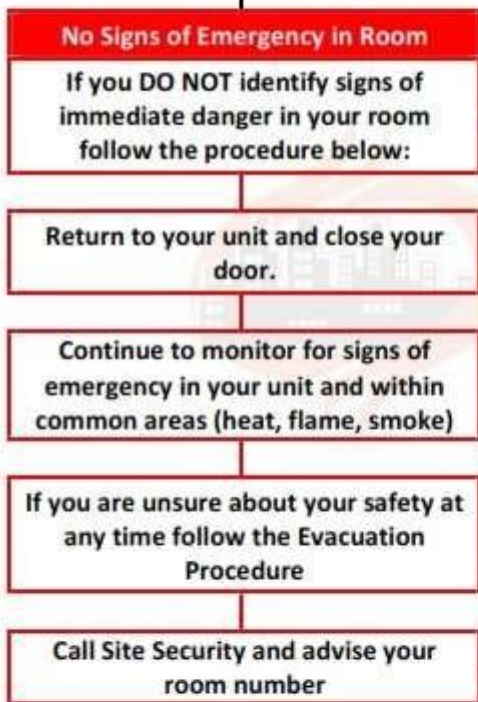 No Signs of Emergency in Room
If you DO NOT identify signs of
immediate danger in your room
follow the procedure below:
Return to your unit and close your
door.
Continue to monitor for signs of
emergency in your unit and within
common areas (heat, flame, smoke)
If you are unsure about your safety at
any time follow the Evacuation
Procedure
Call Site Security and advise your
room number